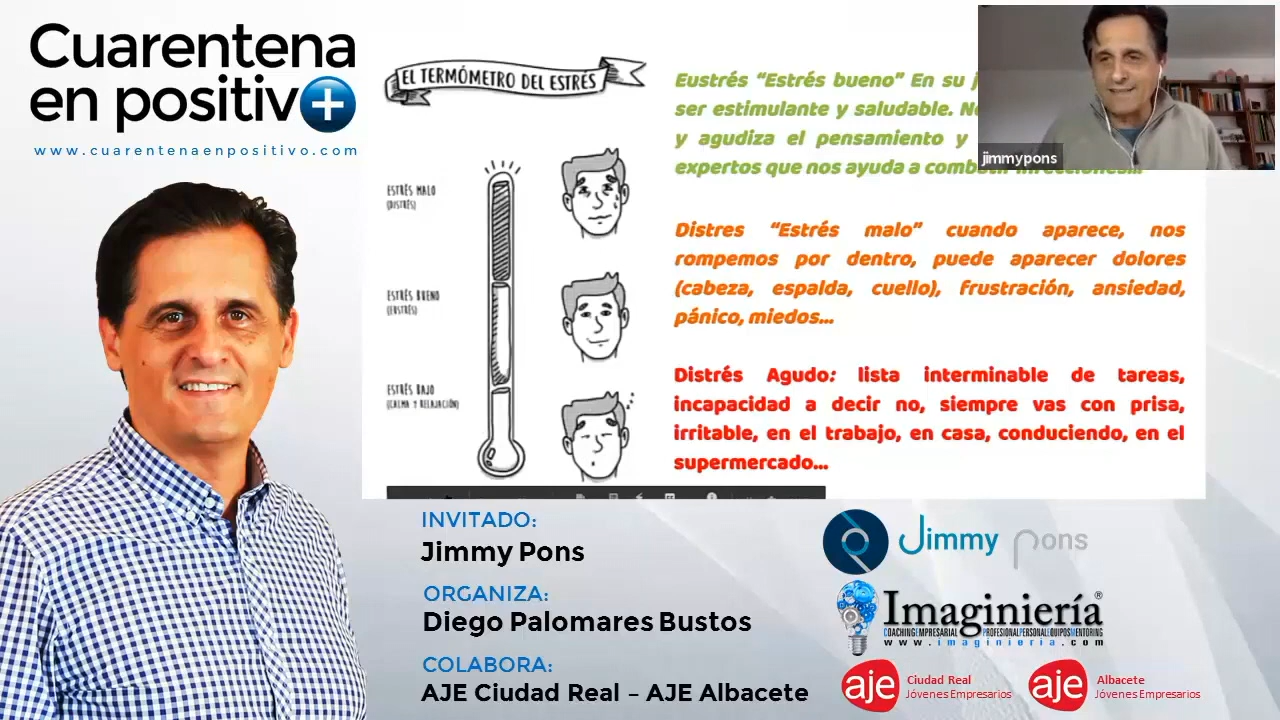 Cuarentena
en positiv+
www.cuarentenaenpositivo.com
EL TERMÓMETRO DEL ESTRÉS
ESTRÉS MALO
(DISTRÉS)
ESTRÉS BUENO
(EUSTRÉS)
ESTRÉS BAJO
(CALMA Y RELAJACIÓN)
Eustrés “Estrés bueno” En su
ser estimulante y saludable.
y agudiza el pensamiento y
expertos que nos ayuda a
jimmypons
Distres “Estrés malo” cuando aparece, nos
rompemos por dentro, puede aparecer dolores
(cabeza, espalda, cuello), frustración, ansiedad,
pánico, miedos...
Distrés Agudo: lista interminable de tareas,
incapacidad a decir no, siempre vas con prisa,
irritable, en el trabajo, en casa, conduciendo, en el
supermercado...
INVITADO:
Jimmy Pons
ORGANIZA:
Diego Palomares Bustos
COLABORA:
AJE Ciudad Real – AJE Albacete
Jimmy pons
Imaginiería®
COACHINGEMPRESARIAL PROFESIONALPERSONALEQUIPOSMENTORING
www.imaginieria.com
aje
Ciudad Real
Jóvenes Empresarios
aje
Albacete
Jóvenes Empresarios